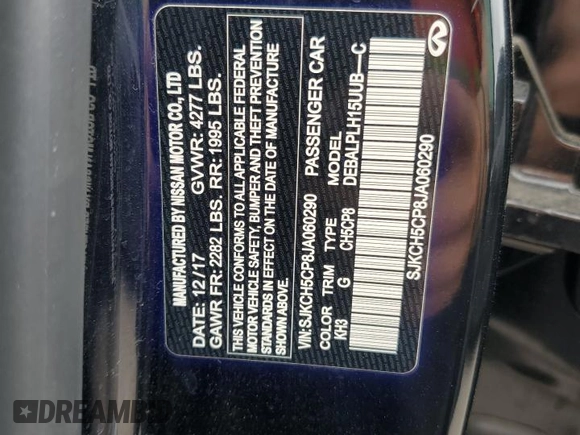 MANUFACTURED BY NISSAN MOTOR CO., LTD
DATE: 12/17 GVWR: 4277 LBS.
GAWR FR: 2282 LBS. RR: 1995 LBS.
THIS VEHICLE CONFORMS TO ALL APPLICABLE FEDERAL
MOTOR VEHICLE SAFETY, BUMPER AND THEFT PREVENTION
STANDARDS IN EFFECT ON THE DATE OF MANUFACTURE
SHOWN ABOVE.
VIN: SJKCH5CP8JA060290 PASSENGER CAR
COLOR TRIM TYPE MODEL
KH3 G CH5CP8 DEBALPLH15UUB-C
SJKCH5CP8JA060290